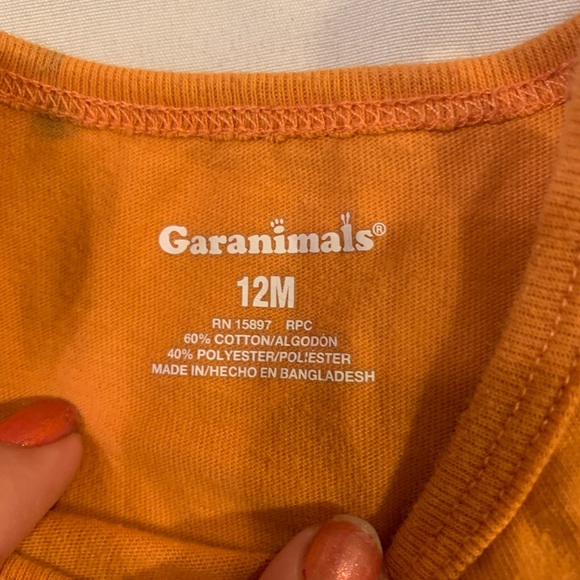 Garanimals®
12M
RN 15897 RPC
60% COTTON/ALGODÓN
40% POLYESTER/POLIÉSTER
MADE IN/HECHO EN BANGLADESH